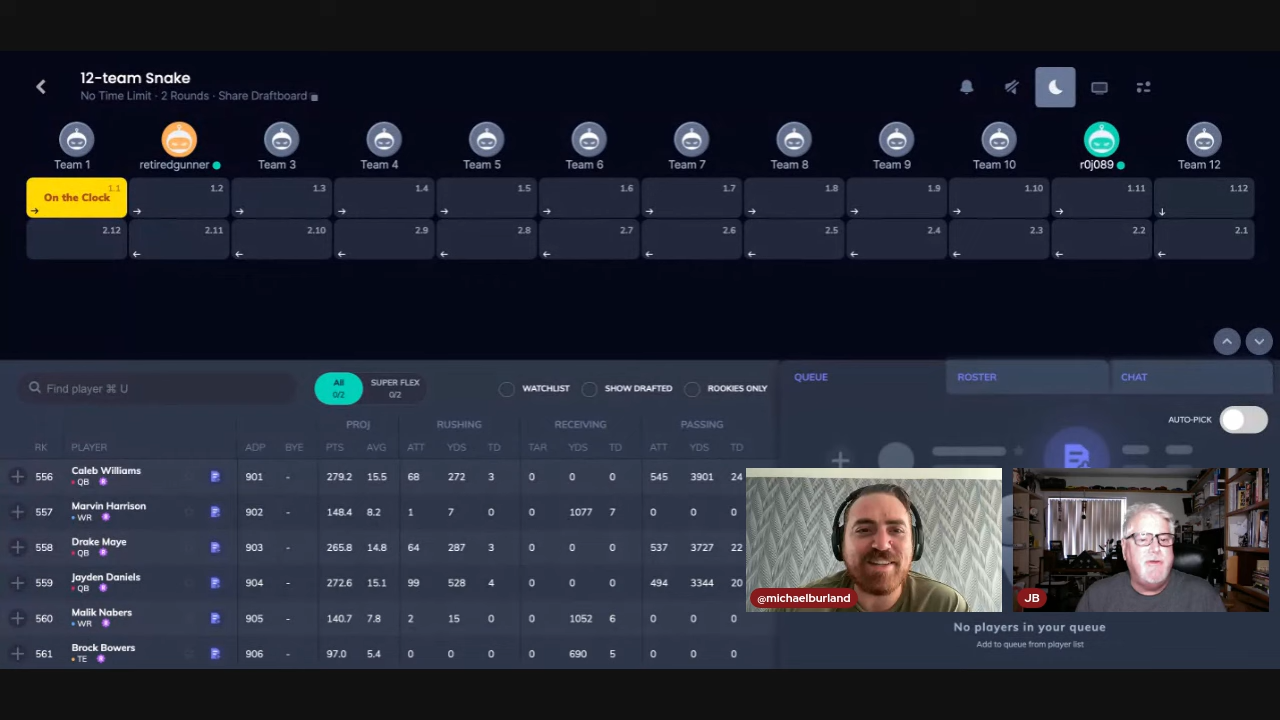 12-team Snake
No Time Limit · 2 Rounds · Share Draftboard
Team 1
retiredgunner
Team 3
Team 4
Team 5
Team 6
Team 7
Team 8
Team 9
Team 10
r0j089
Team 12
1.1 1.2 1.3 1.4 1.5 1.6 1.7 1.8 1.9 1.10 1.11 1.12
On the Clock
2.12 2.11 2.10 2.9 2.8 2.7 2.6 2.5 2.4 2.3 2.2 2.1
Find player ⌘ U
All
0/2
SUPER FLEX
0/2
WATCHLIST
SHOW DRAFTED
ROOKIES ONLY
PROJ RUSHING RECEIVING PASSING
RK PLAYER ADP BYE PTS AVG ATT YDS TD TAR YDS TD ATT YDS TD
556 Caleb Williams 901 - 279.2 15.5 68 272 3 0 0 0 545 3901 24
QB R
557 Marvin Harrison 902 - 148.4 8.2 1 7 0 0 1077 7 0 0 0
WR R
558 Drake Maye 903 - 265.8 14.8 64 287 3 0 0 0 537 3727 22
QB R
559 Jayden Daniels 904 - 272.6 15.1 99 528 4 0 0 0 494 3344 20
QB R
560 Malik Nabers 905 - 140.7 7.8 2 15 0 0 1052 6 0 0 0
WR R
561 Brock Bowers 906 - 97.0 5.4 0 0 0 0 690 5 0 0 0
TE R
QUEUE
ROSTER
CHAT
AUTO-PICK
@michaelburland
JB
No players in your queue
Add to queue from player list